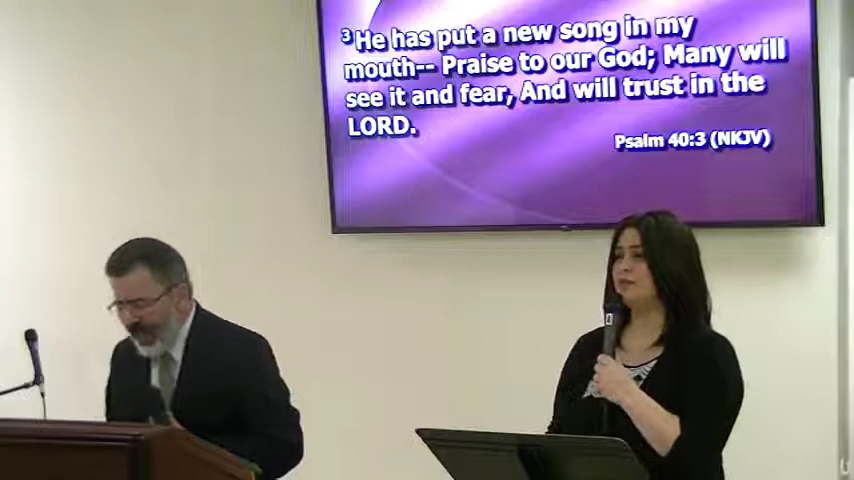 3 He has put a new song in my
mouth-- Praise to our God; Many will
see it and fear, And will trust in the
LORD.
Psalm 40:3 (NKJV)